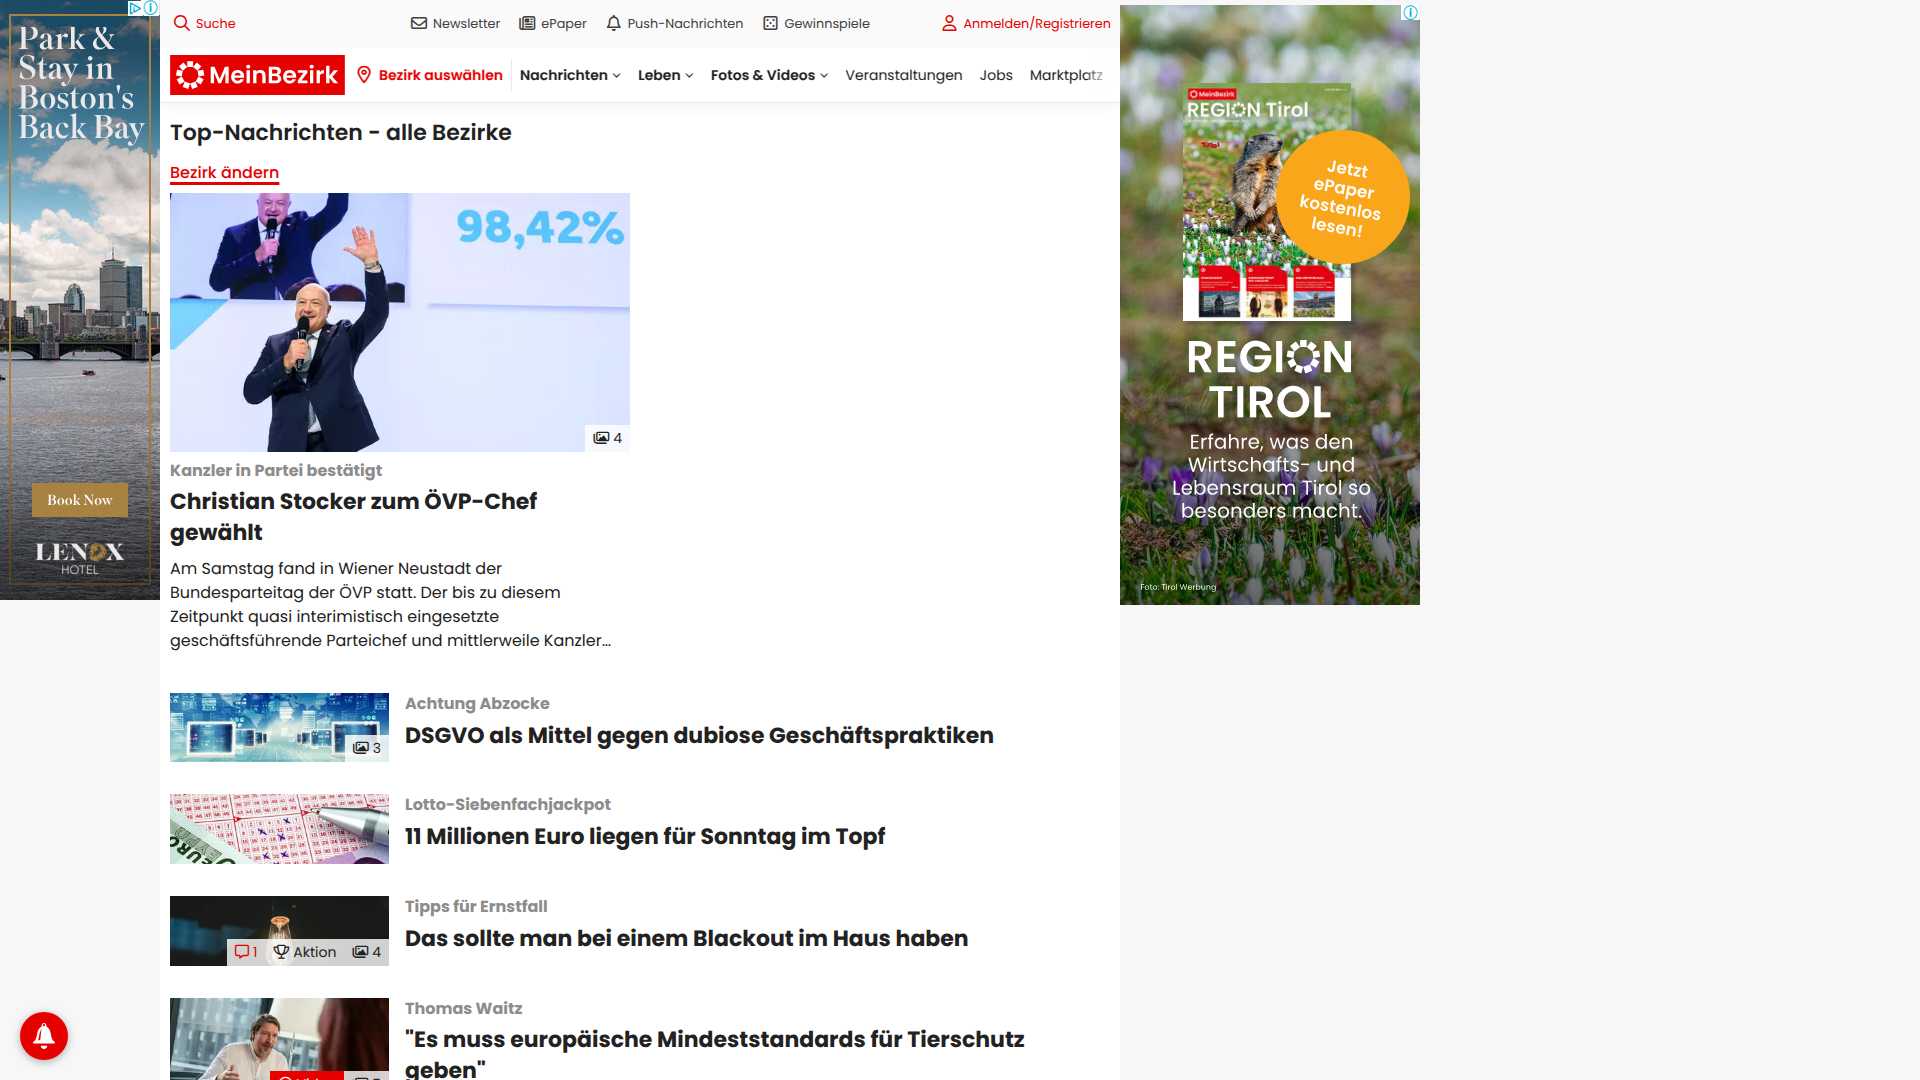 Park &
Stay in
Boston's
Back Bay
Book Now
LENOX
HOTEL
Suche
Newsletter
ePaper
Push-Nachrichten
Gewinnspiele
Anmelden/Registrieren
MeinBezirk
Bezirk auswählen
Nachrichten
Leben
Fotos & Videos
Veranstaltungen
Jobs
Marktplatz
Top-Nachrichten - alle Bezirke
Bezirk ändern
98,42%
4
Kanzler in Partei bestätigt
Christian Stocker zum ÖVP-Chef
gewählt
Am Samstag fand in Wiener Neustadt der
Bundesparteitag der ÖVP statt. Der bis zu diesem
Zeitpunkt quasi interimistisch eingesetzte
geschäftsführende Parteichef und mittlerweile Kanzler...
3
Achtung Abzocke
DSGVO als Mittel gegen dubiose Geschäftspraktiken
EURO
Lotto-Siebenfachjackpot
11 Millionen Euro liegen für Sonntag im Topf
1
Aktion
4
Tipps für Ernstfall
Das sollte man bei einem Blackout im Haus haben
Thomas Waitz
"Es muss europäische Mindeststandards für Tierschutz
geben"
MeinBezirk
REGION Tirol
Jetzt
ePaper
kostenlos
lesen!
REGION
TIROL
Erfahre, was den
Wirtschafts- und
Lebensraum Tirol so
besonders macht.
Foto: Tirol Werbung